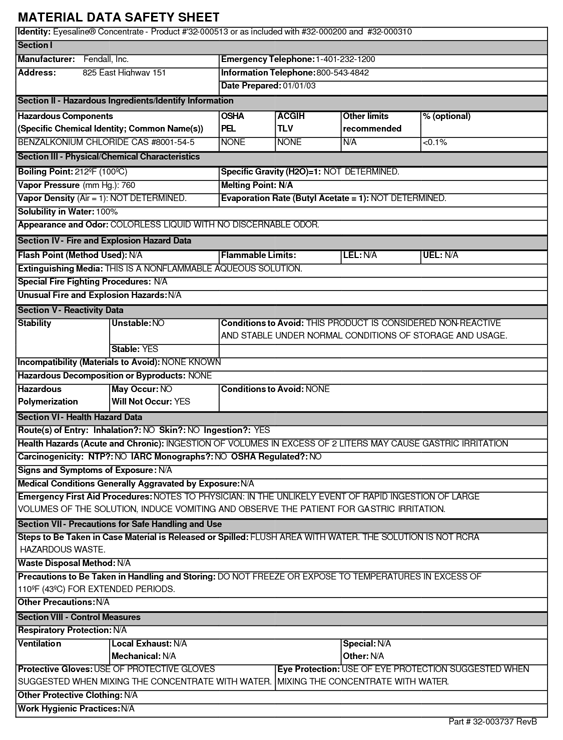 MATERIAL DATA SAFETY SHEET
Identity: Eyesaline® Concentrate - Product #'32-000513 or as included with #32-000200 and #32-000310
Section I
Manufacturer: Fendall, Inc. Emergency Telephone: 1-401-232-1200
Address: 825 East Highway 151 Information Telephone: 800-543-4842
Date Prepared: 01/01/03
Section II - Hazardous Ingredients/Identify Information
Hazardous Components OSHA ACGIH Other limits % (optional)
(Specific Chemical Identity; Common Name(s)) PEL TLV recommended
BENZALKONIUM CHLORIDE CAS #8001-54-5 NONE NONE N/A <0.1%
Section III - Physical/Chemical Characteristics
Boiling Point: 212ºF (100ºC) Specific Gravity (H2O)=1: NOT DETERMINED.
Vapor Pressure (mm Hg.): 760 Melting Point: N/A
Vapor Density (Air = 1): NOT DETERMINED. Evaporation Rate (Butyl Acetate = 1): NOT DETERMINED.
Solubility in Water: 100%
Appearance and Odor: COLORLESS LIQUID WITH NO DISCERNABLE ODOR.
Section IV - Fire and Explosion Hazard Data
Flash Point (Method Used): N/A Flammable Limits: LEL: N/A UEL: N/A
Extinguishing Media: THIS IS A NONFLAMMABLE AQUEOUS SOLUTION.
Special Fire Fighting Procedures: N/A
Unusual Fire and Explosion Hazards: N/A
Section V - Reactivity Data
Stability Unstable: NO Conditions to Avoid: THIS PRODUCT IS CONSIDERED NON-REACTIVE
AND STABLE UNDER NORMAL CONDITIONS OF STORAGE AND USAGE.
Stable: YES
Incompatibility (Materials to Avoid): NONE KNOWN
Hazardous Decomposition or Byproducts: NONE
Hazardous May Occur: NO Conditions to Avoid: NONE
Polymerization Will Not Occur: YES
Section VI - Health Hazard Data
Route(s) of Entry: Inhalation?: NO Skin?: NO Ingestion?: YES
Health Hazards (Acute and Chronic): INGESTION OF VOLUMES IN EXCESS OF 2 LITERS MAY CAUSE GASTRIC IRRITATION
Carcinogenicity: NTP?: NO IARC Monographs?: NO OSHA Regulated?: NO
Signs and Symptoms of Exposure: N/A
Medical Conditions Generally Aggravated by Exposure: N/A
Emergency First Aid Procedures: NOTES TO PHYSICIAN: IN THE UNLIKELY EVENT OF RAPID INGESTION OF LARGE
VOLUMES OF THE SOLUTION, INDUCE VOMITING AND OBSERVE THE PATIENT FOR GASTRIC IRRITATION.
Section VII - Precautions for Safe Handling and Use
Steps to Be Taken in Case Material is Released or Spilled: FLUSH AREA WITH WATER. THE SOLUTION IS NOT RCRA
HAZARDOUS WASTE.
Waste Disposal Method: N/A
Precautions to Be Taken in Handling and Storing: DO NOT FREEZE OR EXPOSE TO TEMPERATURES IN EXCESS OF
110ºF (43ºC) FOR EXTENDED PERIODS.
Other Precautions: N/A
Section VIII - Control Measures
Respiratory Protection: N/A
Ventilation Local Exhaust: N/A Special: N/A
Mechanical: N/A Other: N/A
Protective Gloves: USE OF PROTECTIVE GLOVES Eye Protection: USE OF EYE PROTECTION SUGGESTED WHEN
SUGGESTED WHEN MIXING THE CONCENTRATE WITH WATER. MIXING THE CONCENTRATE WITH WATER.
Other Protective Clothing: N/A
Work Hygienic Practices: N/A
Part # 32-003737 RevB